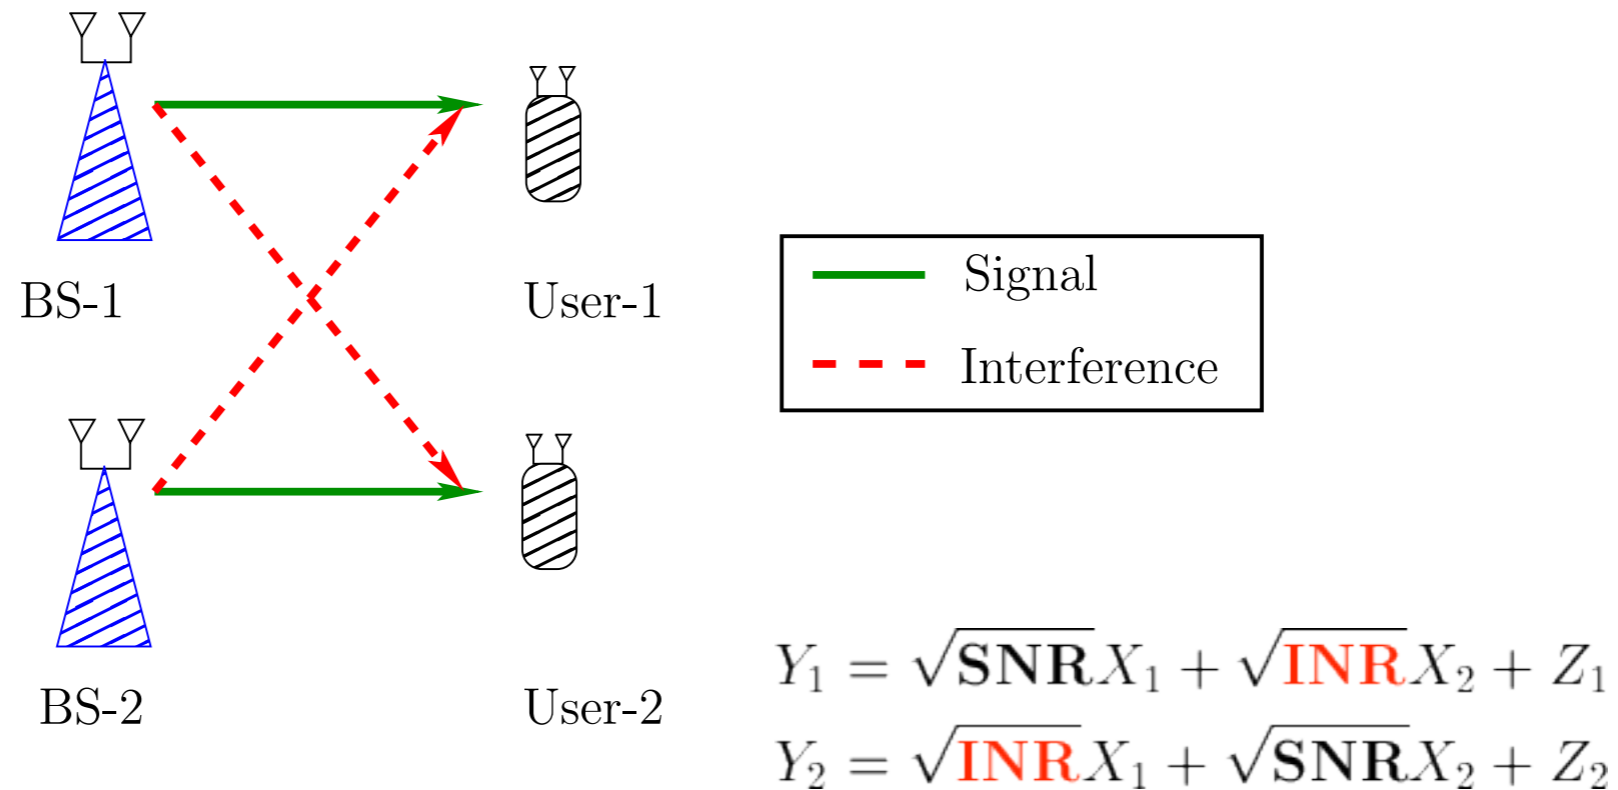 BS-1
User-1
Signal
Interference
BS-2
User-2
Y₁ = √SNR X₁ + √INR X₂ + Z₁
Y₂ = √INR X₁ + √SNR X₂ + Z₂